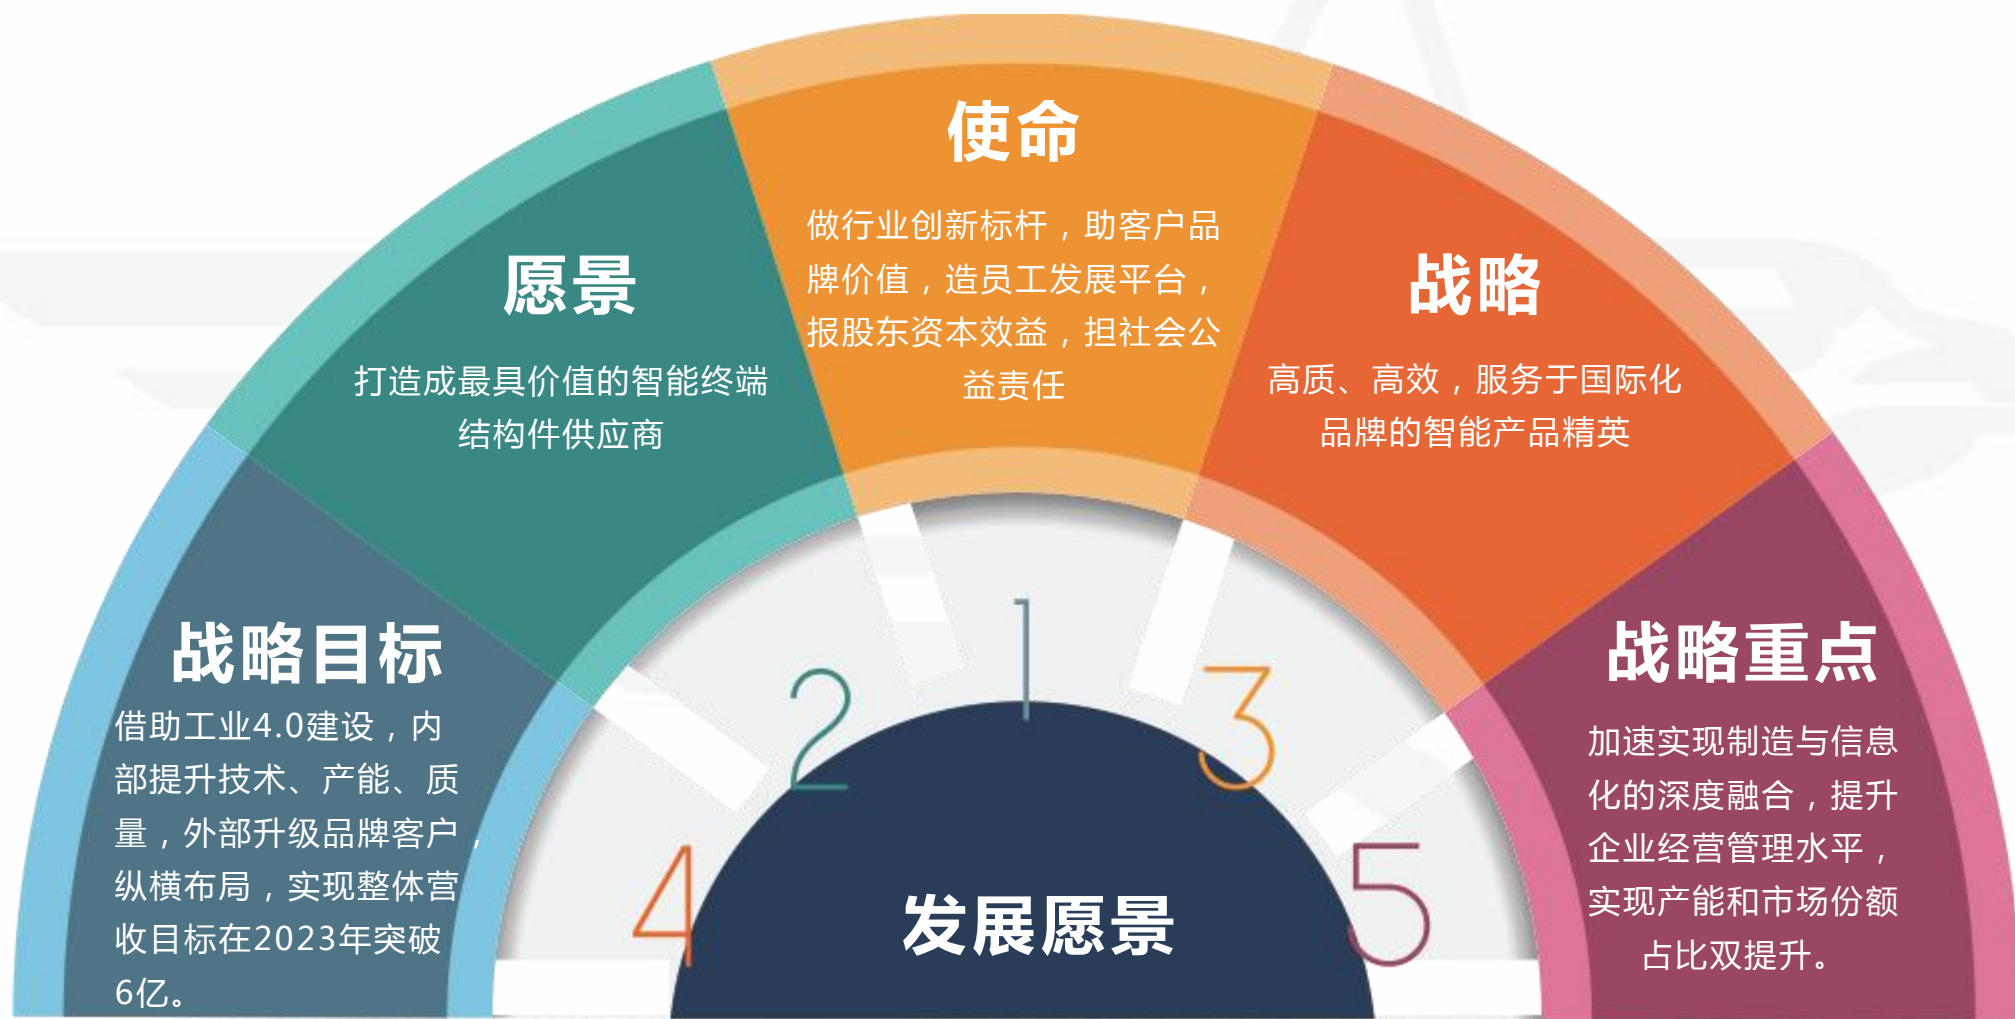 使命
做行业创新标杆，助客户品
牌价值，造员工发展平台，
报股东资本效益，担社会公
益责任
愿景
打造成最具价值的智能终端
结构件供应商
战略
高质、高效，服务于国际化
品牌的智能产品精英
战略目标
借助工业4.0建设，内
部提升技术、产能、质
量，外部升级品牌客户，
纵横布局，实现整体营
收目标在2023年突破
6亿。
战略重点
加速实现制造与信息
化的深度融合，提升
企业经营管理水平，
实现产能和市场份额
占比双提升。
1
2
3
4
5
发展愿景